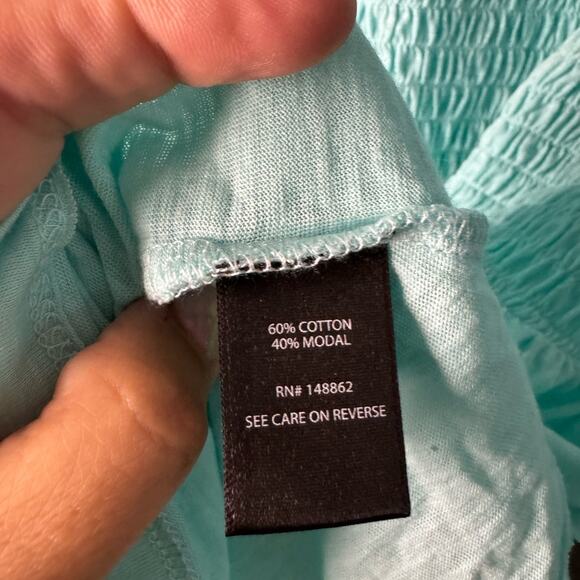 60% COTTON
40% MODAL
RN# 148862
SEE CARE ON REVERSE